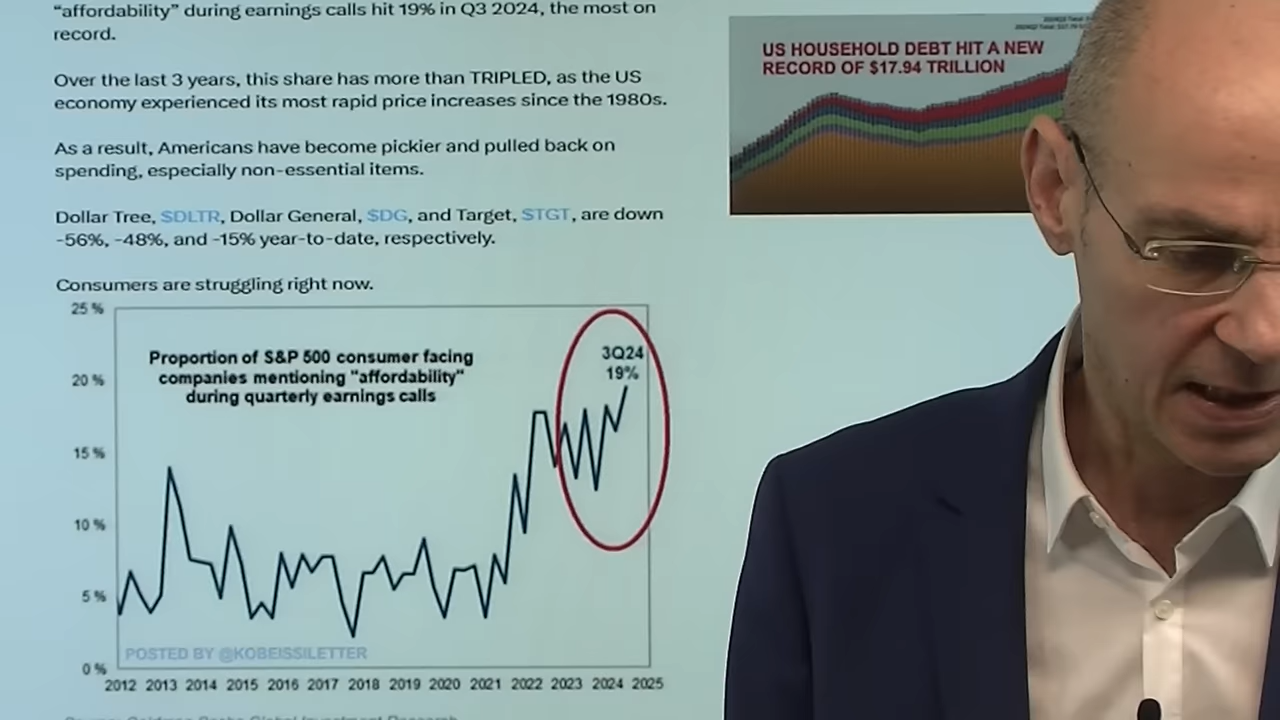 "affordability" during earnings calls hit 19% in Q3 2024, the most on
record.
Over the last 3 years, this share has more than TRIPLED, as the US
economy experienced its most rapid price increases since the 1980s.
As a result, Americans have become pickier and pulled back on
spending, especially non-essential items.
Dollar Tree, $DLTR, Dollar General, $DG, and Target, $TGT, are down
-56%, -48%, and -15% year-to-date, respectively.
Consumers are struggling right now.
25 %
20 %
15 %
10 %
5 %
0 %
Proportion of S&P 500 consumer facing
companies mentioning "affordability"
during quarterly earnings calls
3Q24
19%
POSTED BY @KOBEISSILETTER
2012 2013 2014 2015 2016 2017 2018 2019 2020 2021 2022 2023 2024 2025
US HOUSEHOLD DEBT HIT A NEW
RECORD OF $17.94 TRILLION